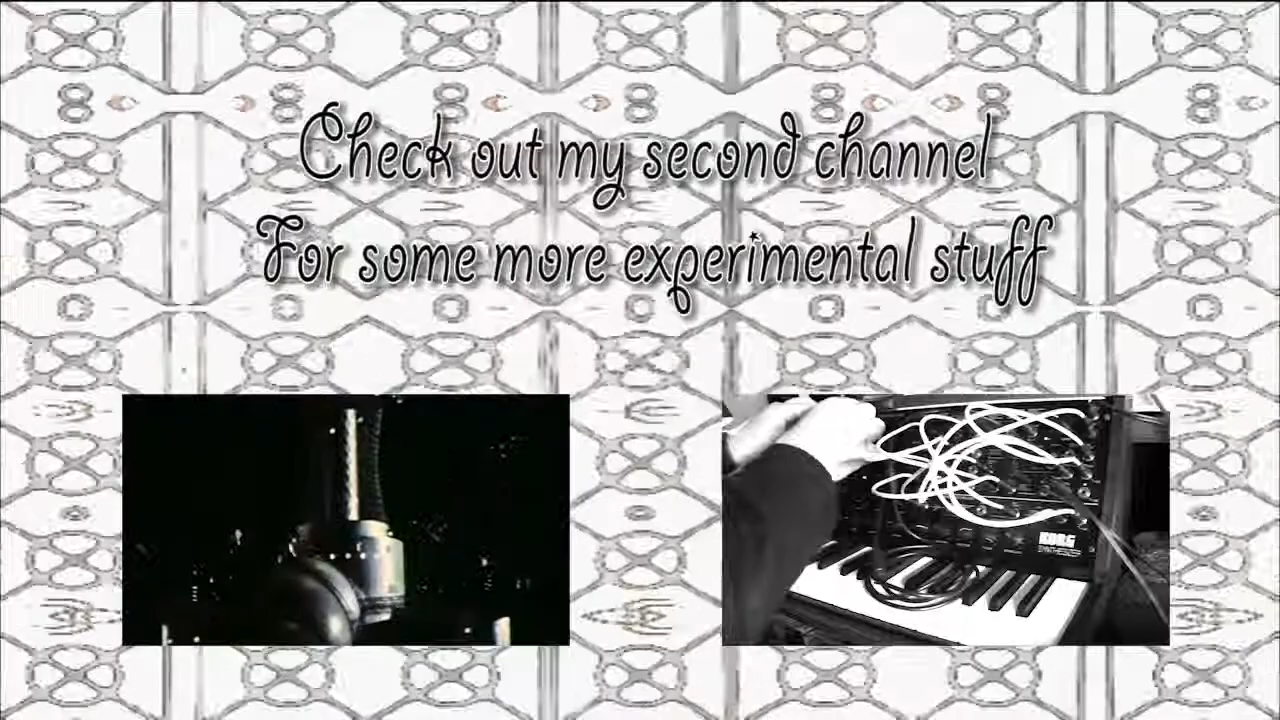 Check out my second channel
For some more experimental stuff
KORG